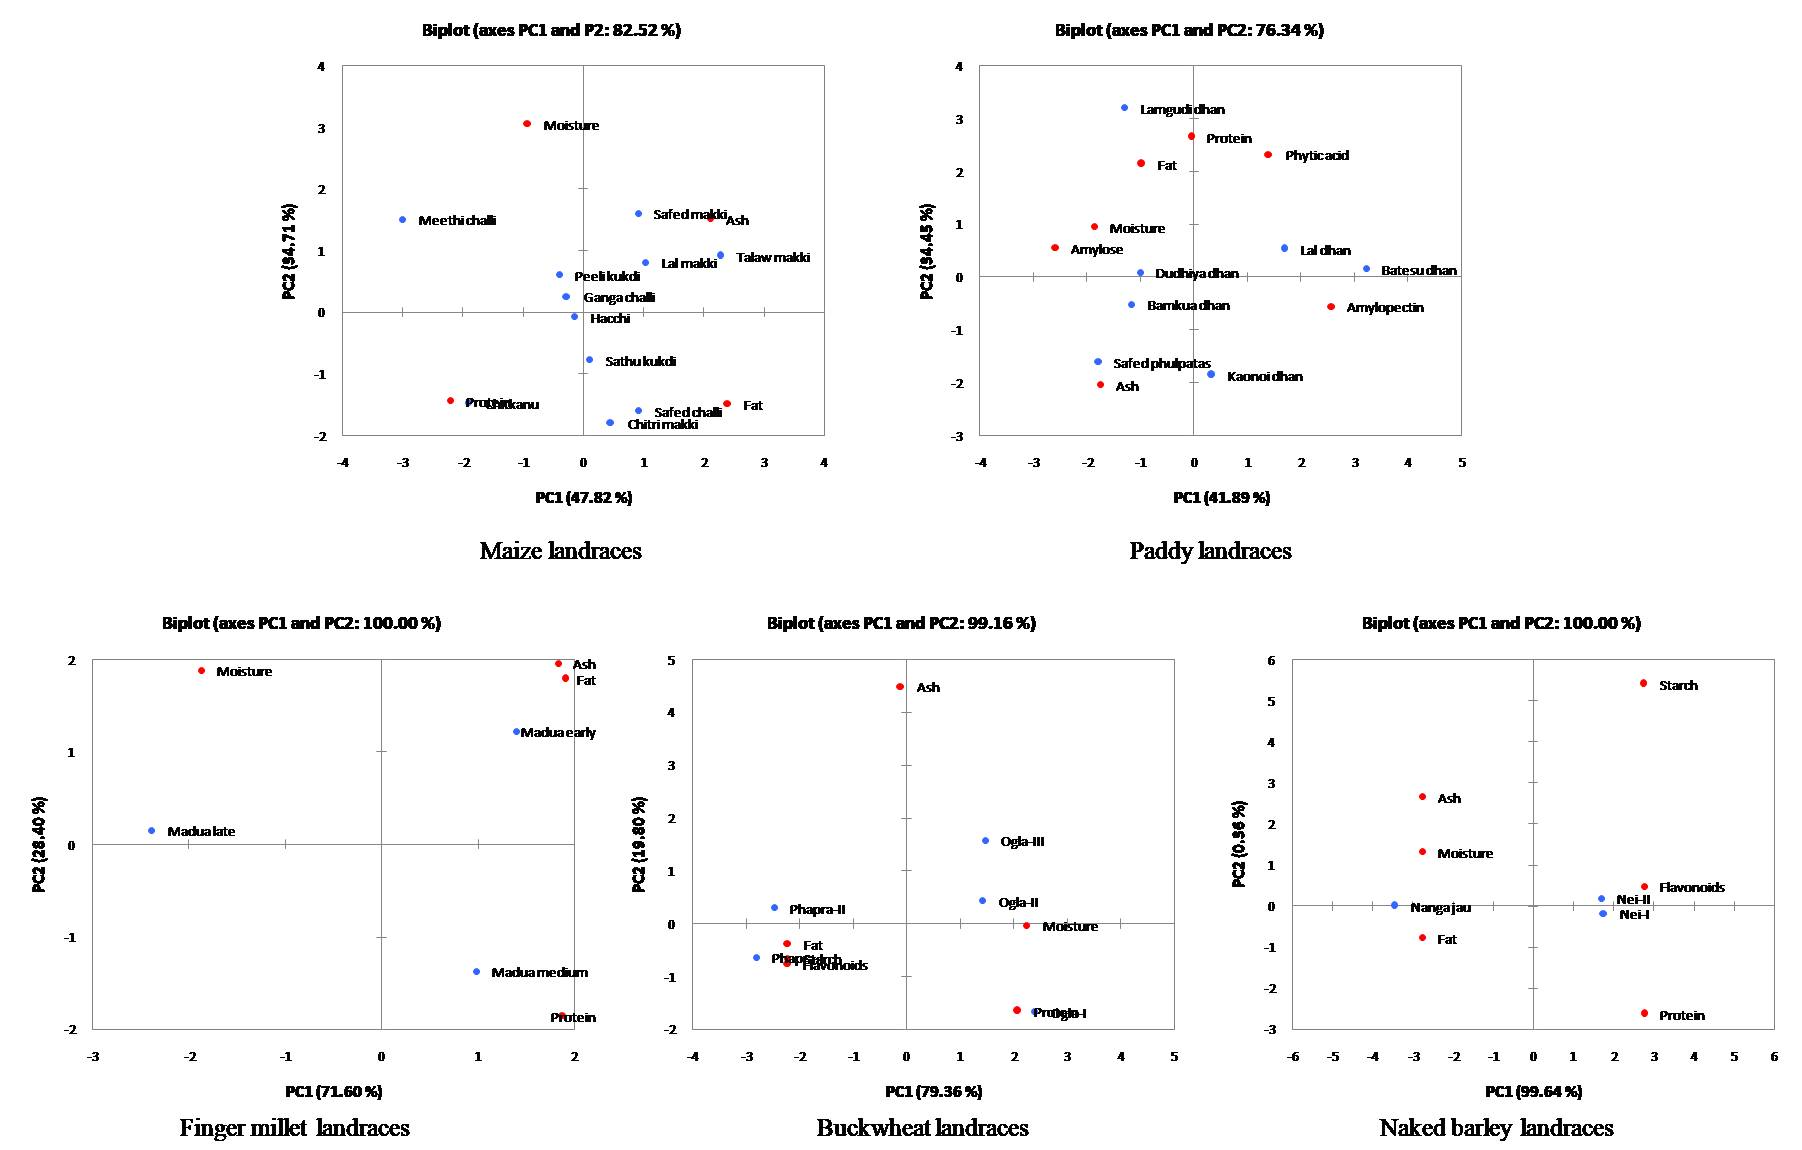 Biplot (axes PC1 and P2: 82.52 %)
4
3
2
1
0
-1
-2
PC2 (34.71 %)
Moisture
Meethi challi
Safed makki
Ash
Talaw makki
Lal makki
Peeli kukdi
Ganga challi
Hacchi
Sathu kukdi
Protein
Chitkanu
Safed challi
Fat
Chitri makki
-4 -3 -2 -1 0 1 2 3 4
PC1 (47.82 %)
Maize landraces
Biplot (axes PC1 and PC2: 76.34 %)
4
3
2
1
0
-1
-2
-3
PC2 (34.45 %)
Lamgudi dhan
Protein
Phytic acid
Fat
Moisture
Amylose
Lal dhan
Dudhiya dhan
Batesu dhan
Bamkua dhan
Amylopectin
Safed phulpatas
Kaonoi dhan
Ash
-4 -3 -2 -1 0 1 2 3 4 5
PC1 (41.89 %)
Paddy landraces
Biplot (axes PC1 and PC2: 100.00 %)
2
1
0
-1
-2
PC2 (28.40 %)
Moisture
Ash
Fat
Madua early
Madua late
Madua medium
Protein
-3 -2 -1 0 1 2
PC1 (71.60 %)
Finger millet landraces
Biplot (axes PC1 and PC2: 99.16 %)
5
4
3
2
1
0
-1
-2
PC2 (19.80 %)
Ash
Ogla-III
Ogla-II
Phapra-II
Moisture
Fat
Starch
Flavonoids
Protein
Ogla-I
-4 -3 -2 -1 0 1 2 3 4 5
PC1 (79.36 %)
Buckwheat landraces
Biplot (axes PC1 and PC2: 100.00 %)
6
5
4
3
2
1
0
-1
-2
-3
PC2 (0.36 %)
Starch
Ash
Moisture
Flavonoids
Nei-II
Nanga jau
Nei-I
Fat
Protein
-6 -5 -4 -3 -2 -1 0 1 2 3 4 5 6
PC1 (99.64 %)
Naked barley landraces